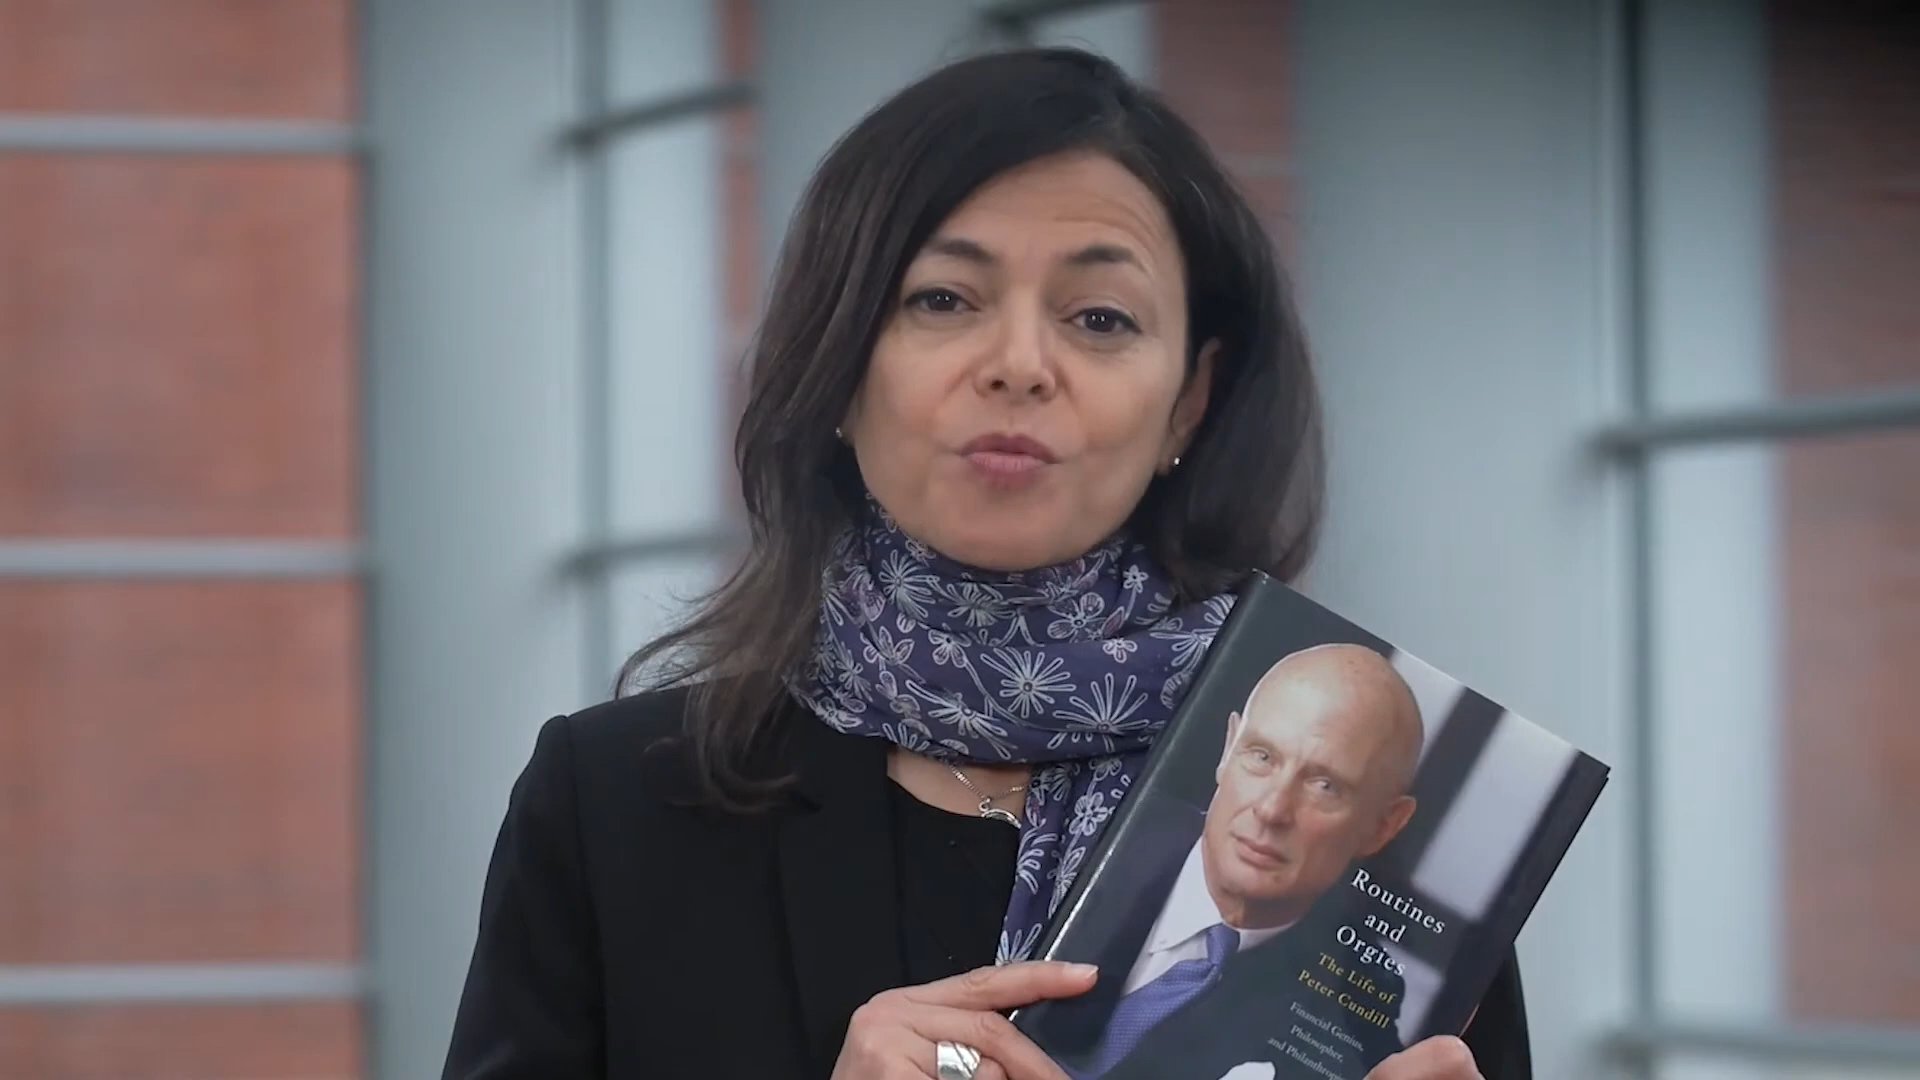 Routines
and
Orgies
The Life of
Peter Cundill
Financial Genius,
Philosopher,